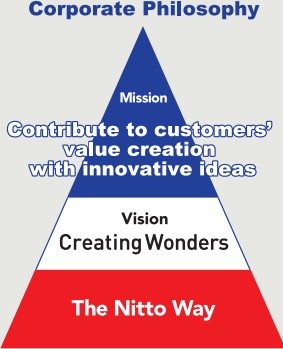 Corporate Philosophy
Mission
Contribute to customers’
value creation
with innovative ideas
Vision
Creating Wonders
The Nitto Way